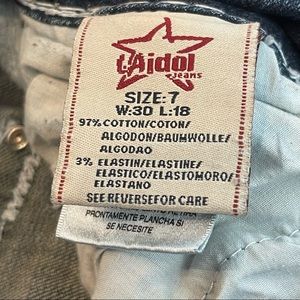 t.Aidol
jeans
SIZE:7
W:30 L:18
97% COTTON/COTON/
ALGODON/BAUMWOLLE/
ALGODAO
3% ELASTIN/ELASTINE/
ELASTICO/ELASTOMORO/
ELASTANO
SEE REVERSEFOR CARE
PRONTAMENTE PLANCHA SI
SE NECESITE